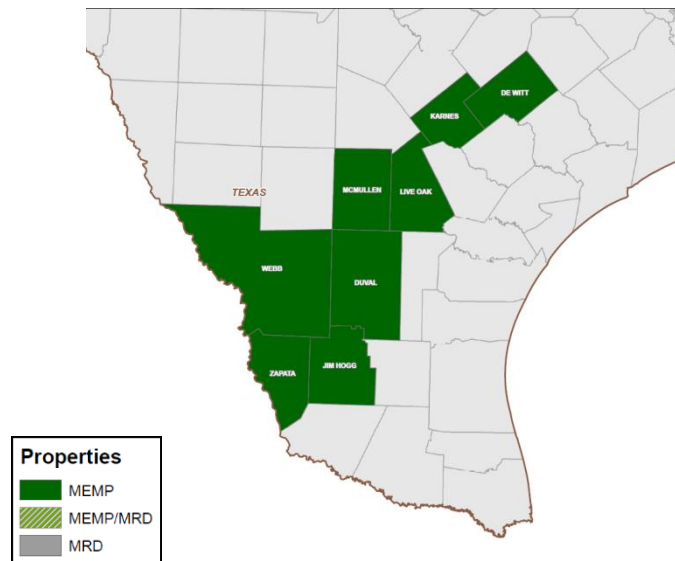 DE WITT
KARNES
MCMULLEN
LIVE OAK
TEXAS
WEBB
DUVAL
ZAPATA
JIM HOGG
Properties
MEMP
MEMP/MRD
MRD